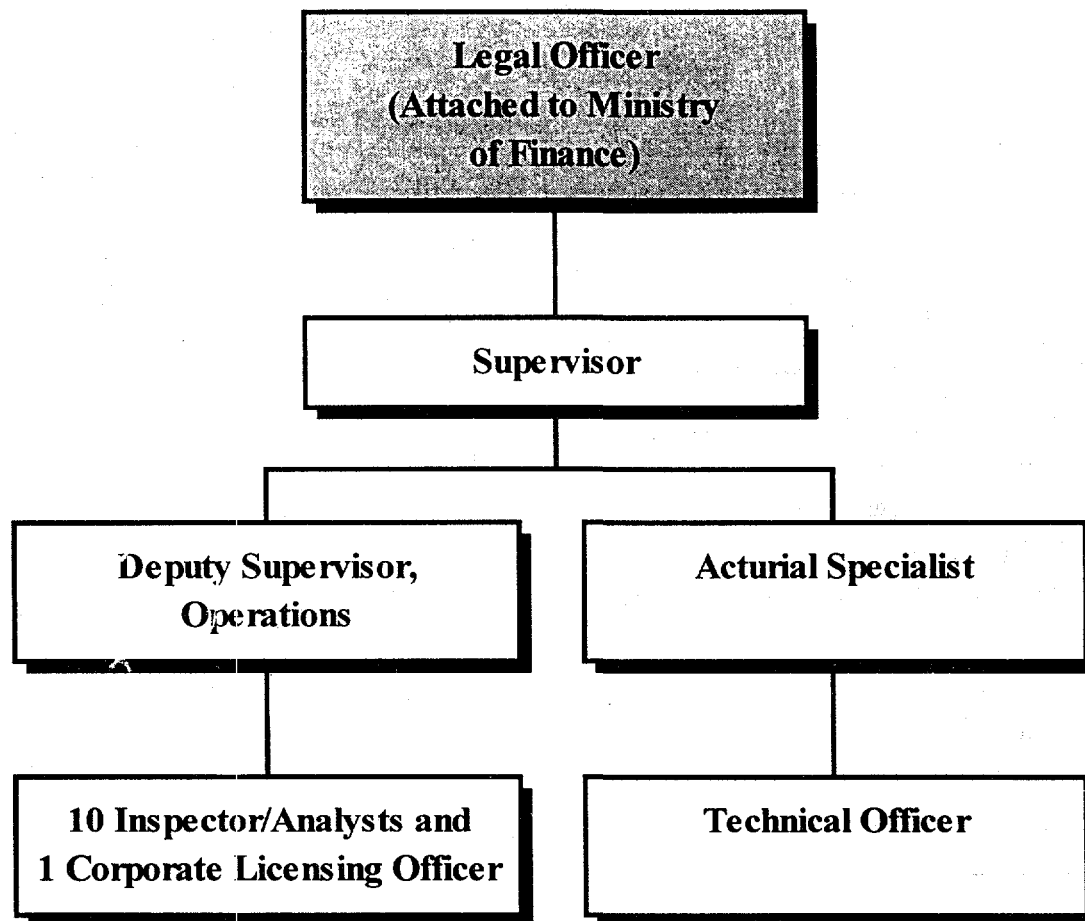 Legal Officer
(Attached to Ministry
of Finance)
Supervisor
Deputy Supervisor,
Operations
Acturial Specialist
10 Inspector/Analysts and
1 Corporate Licensing Officer
Technical Officer